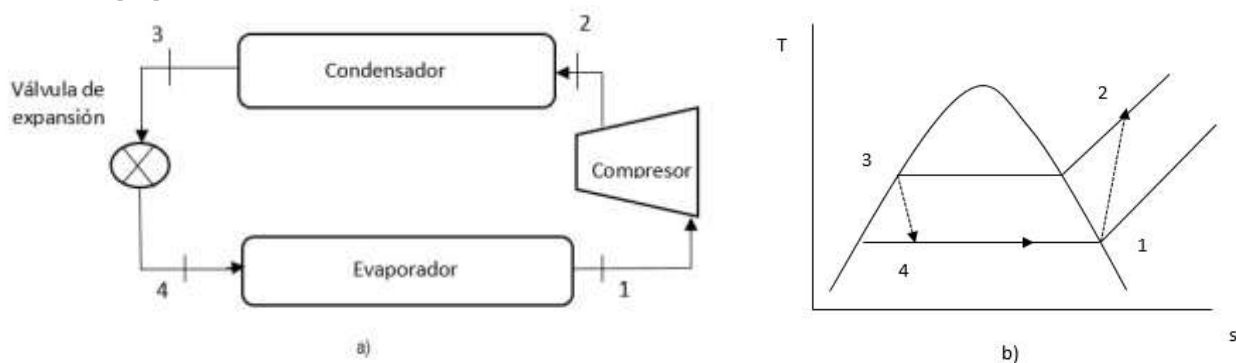 3
2
Condensador
Válvula de
expansión
Compresor
Evaporador
4
1
a)
T
2
3
1
4
s
b)